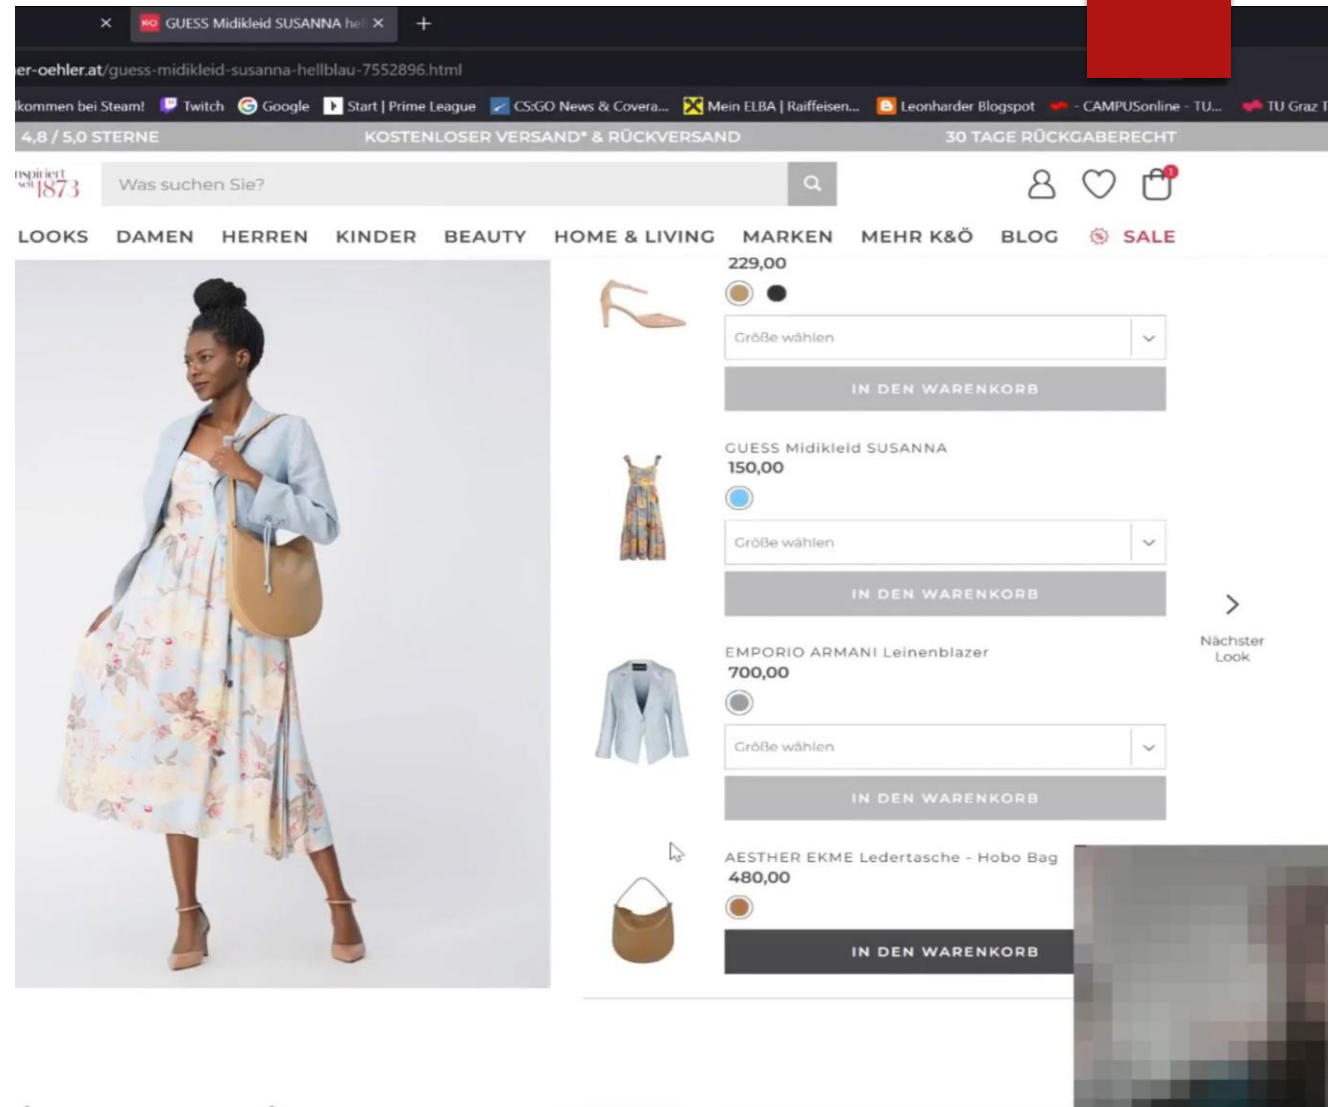 GUESS Midikleid SUSANNA hell
er-oehler.at/guess-midikleid-susanna-hellblau-7552896.html
lkommen bei Steam! Twitch Google Start | Prime League CS:GO News & Covera... Mein ELBA | Raiffeisen... Leonharder Blogspot - CAMPUSonline - TU... TU Graz T
4,8 / 5,0 STERNE KOSTENLOSER VERSAND* & RÜCKVERSAND 30 TAGE RÜCKGABERECHT
nspiriert
seit 1873
Was suchen Sie?
1
LOOKS DAMEN HERREN KINDER BEAUTY HOME & LIVING MARKEN MEHR K&Ö BLOG SALE
229,00
Größe wählen
IN DEN WARENKORB
GUESS Midikleid SUSANNA
150,00
Größe wählen
IN DEN WARENKORB
Nächster
Look
EMPORIO ARMANI Leinenblazer
700,00
Größe wählen
IN DEN WARENKORB
AESTHER EKME Ledertasche - Hobo Bag
480,00
IN DEN WARENKORB